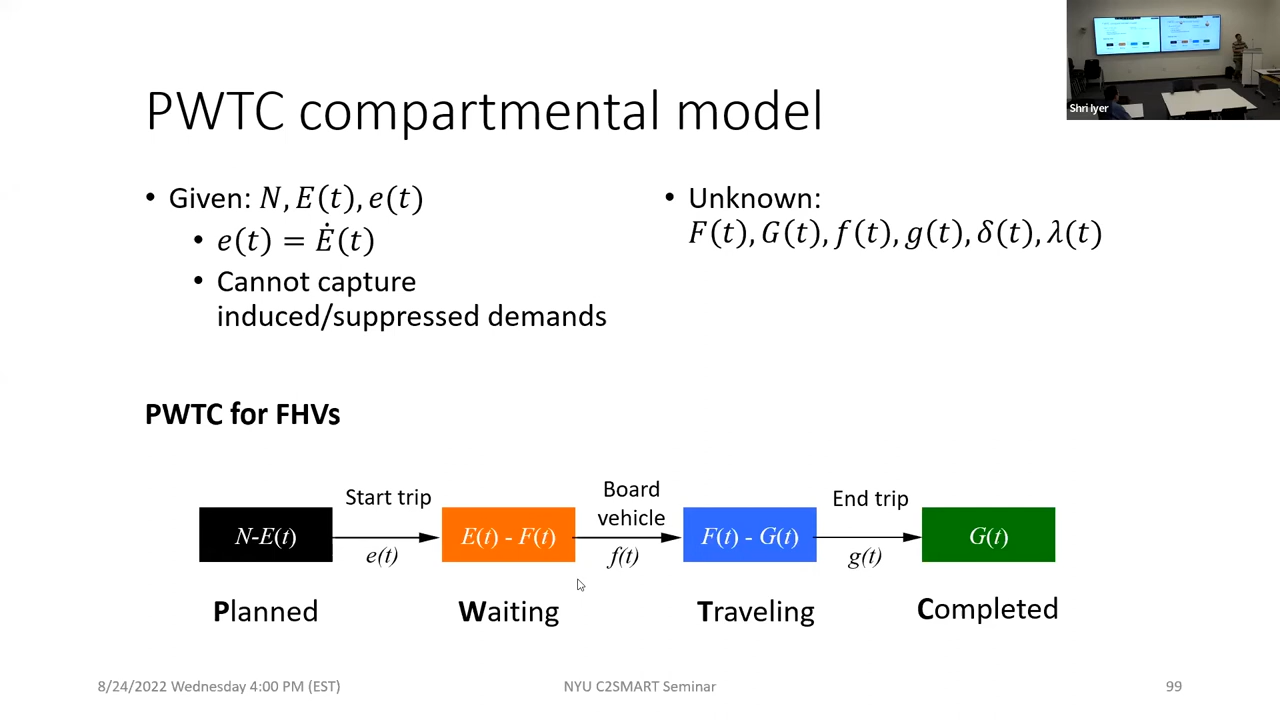 PWTC compartmental model
Shri Iyer
• Given: N, E(t), e(t)
• e(t) = Ė(t)
• Cannot capture
induced/suppressed demands
• Unknown:
F(t), G(t), f(t), g(t), δ(t), λ(t)
PWTC for FHVs
Start trip
Board
vehicle
End trip
N-E(t)
E(t) - F(t)
F(t) - G(t)
G(t)
e(t)
f(t)
g(t)
Planned
Waiting
Traveling
Completed
8/24/2022 Wednesday 4:00 PM (EST)
NYU C2SMART Seminar
99